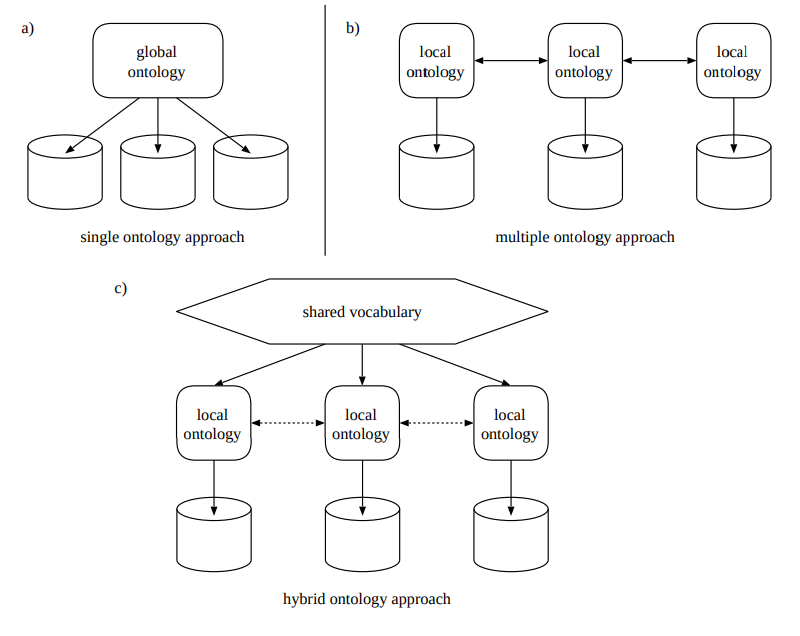 a)
global
ontology
single ontology approach
b)
local
ontology
local
ontology
local
ontology
multiple ontology approach
c)
shared vocabulary
local
ontology
local
ontology
local
ontology
hybrid ontology approach